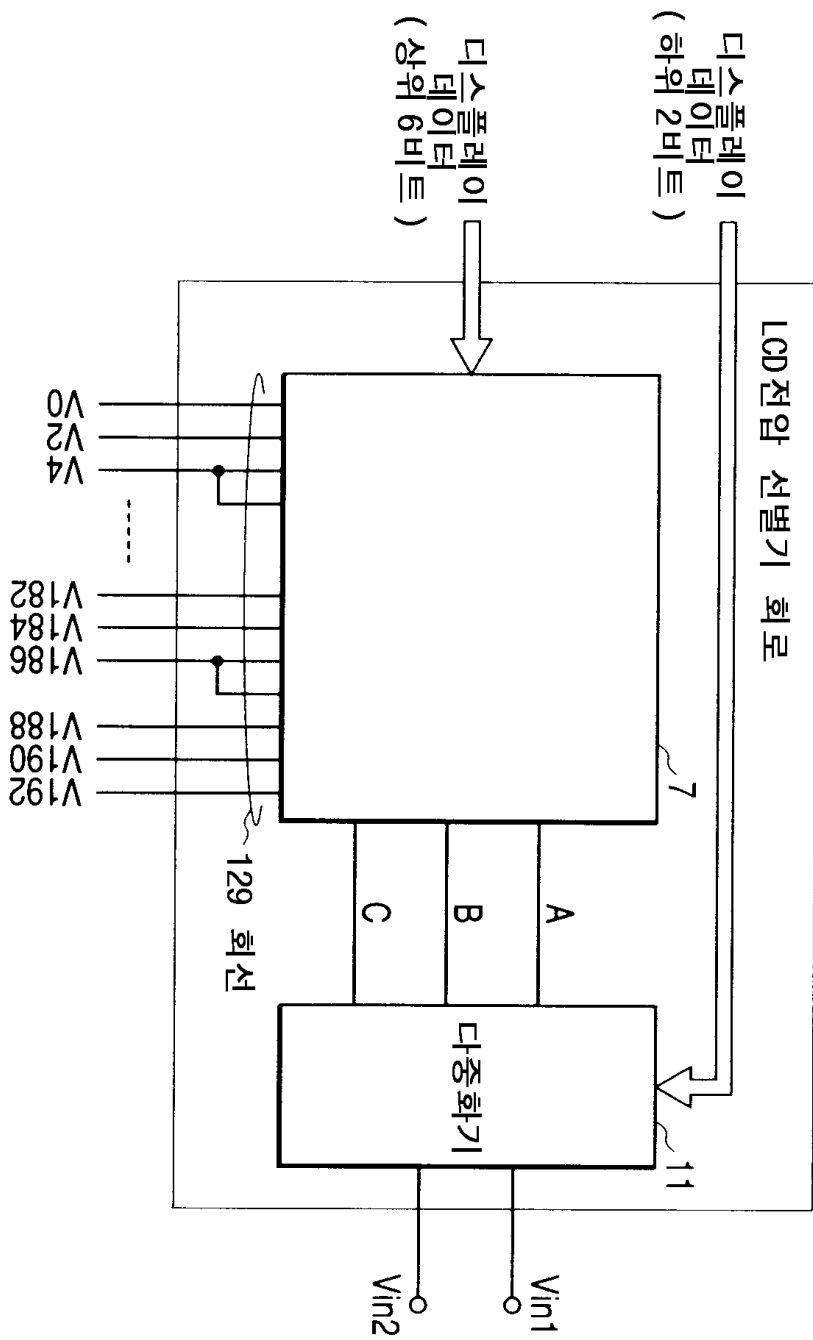 디스플레이
데이터
(하위 2비트)
디스플레이
데이터
(상위 6비트)
LCD전압 선별기 회로
V0
V2
V4
V182
V184
V186
V188
V190
V192
129 회선
7
A
B
C
다중화기
11
Vin1
Vin2